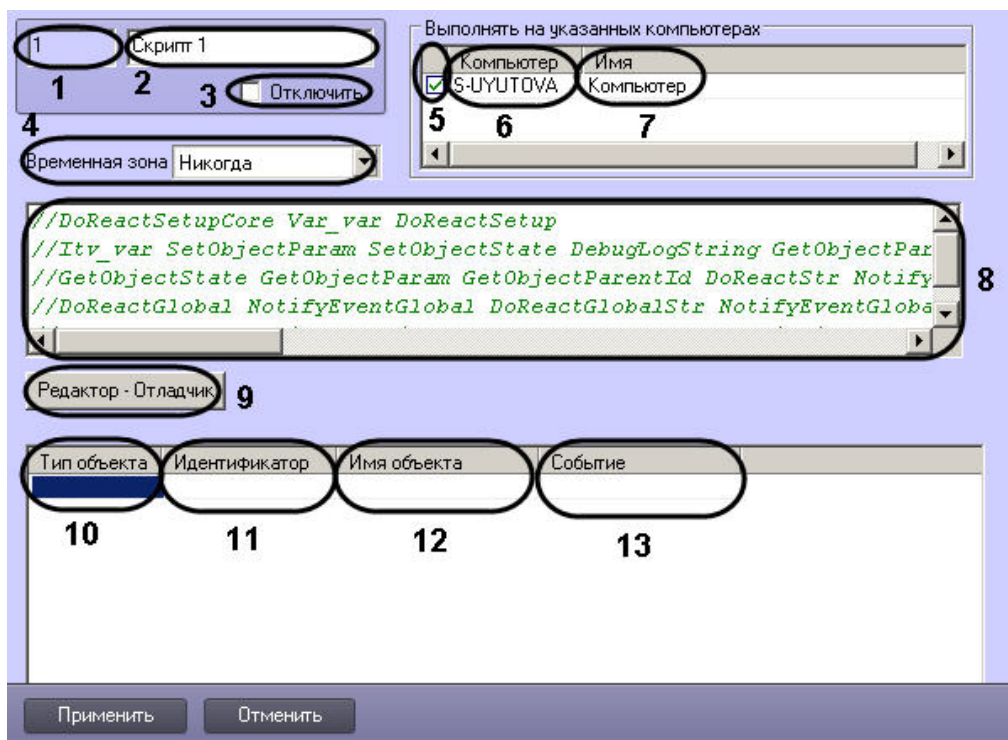 1 Скрипт 1
1 2
3 Отключить
Выполнять на указанных компьютерах
Компьютер Имя
S-UYUTOVA Компьютер
5 6 7
4
Временная зона Никогда
//DoReactSetupCore Var_var DoReactSetup
//Itv_var SetObjectParam SetObjectState DebugLogString GetObjectPar
//GetObjectState GetObjectParam GetObjectParentId DoReactStr Notify
//DoReactGlobal NotifyEventGlobal DoReactGlobalStr NotifyEventGloba
8
Редактор - Отладчик 9
Тип объекта Идентификатор Имя объекта Событие
10 11 12 13
Применить Отменить